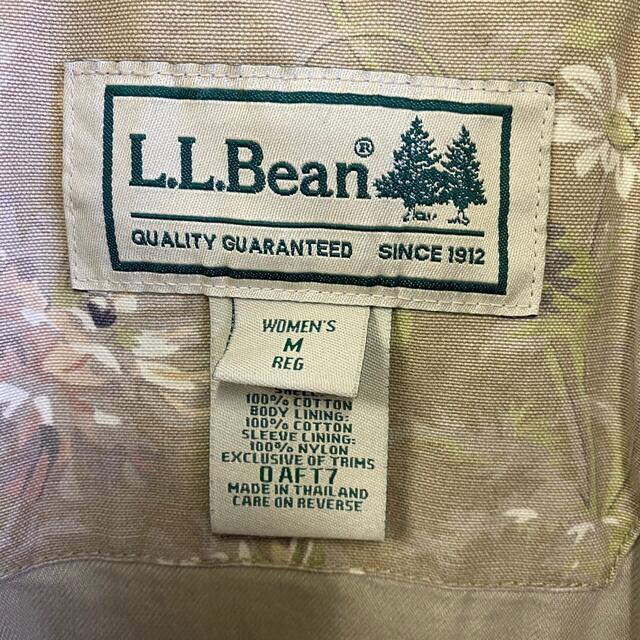 L.L.Bean®
QUALITY GUARANTEED SINCE 1912
WOMEN'S
M
REG
SHELL
100% COTTON
BODY LINING:
100% COTTON
SLEEVE LINING:
100% NYLON
EXCLUSIVE OF TRIMS
0 AFT7
MADE IN THAILAND
CARE ON REVERSE